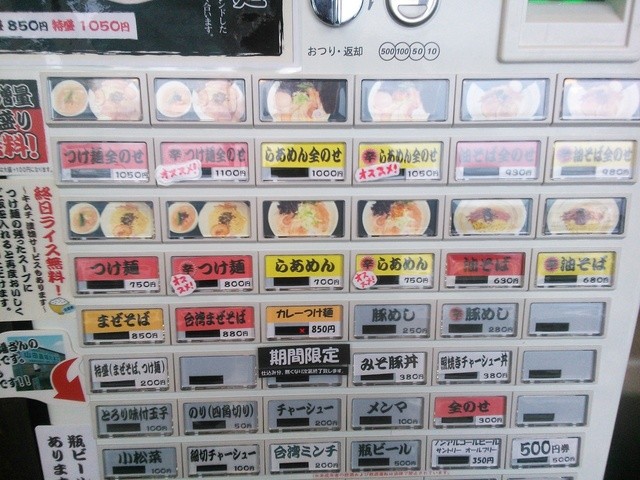 850円 特盛 1050円
おつり・返却 500 100 50 10
増量
無料!
つけ麺全のせ 1050円
辛つけ麺全のせ オススメ! 1100円
らあめん全のせ 1000円
辛らあめん全のせ オススメ! 1050円
油そば全のせ 930円
辛油そば全のせ 980円
終日ライス無料!
つけ麺の残ったスープに
つけ麺 750円
辛つけ麺 オススメ! 800円
らあめん 700円
辛らあめん オススメ! 750円
油そば 630円
辛油そば 680円
まぜそば 850円
台湾まぜそば 880円
カレーつけ麺 850円
豚めし 250円
辛豚めし 280円
特盛(まぜそば、つけ麺) 200円
期間限定
みそ豚丼 380円
照焼きチャーシュー丼 380円
とろり味付玉子 100円
のり(四角切り) 50円
チャーシュー 200円
メンマ 100円
全のせ 300円
瓶ビール
あります
小松菜 100円
細切チャーシュー 100円
台湾ミンチ 200円
瓶ビール 500円
ノンアルコールビール
サントリー オールフリー 350円
500円券 500円